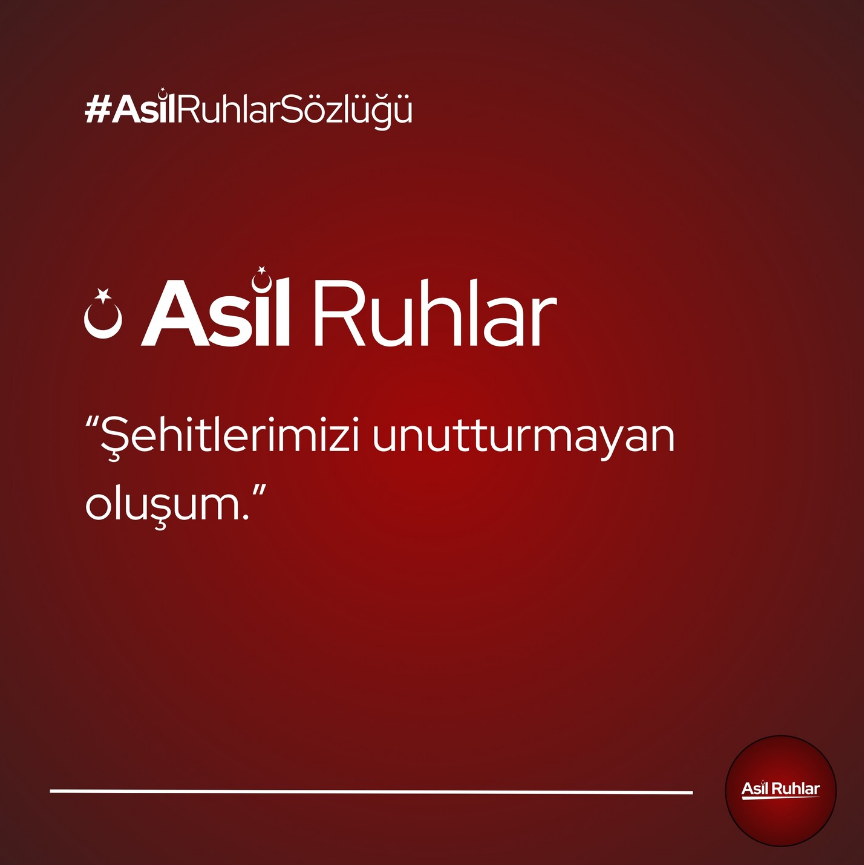 #AsilRuhlarSözlüğü
Asil Ruhlar
“Şehitlerimizi unutturmayan
oluşum.”
Asil Ruhlar